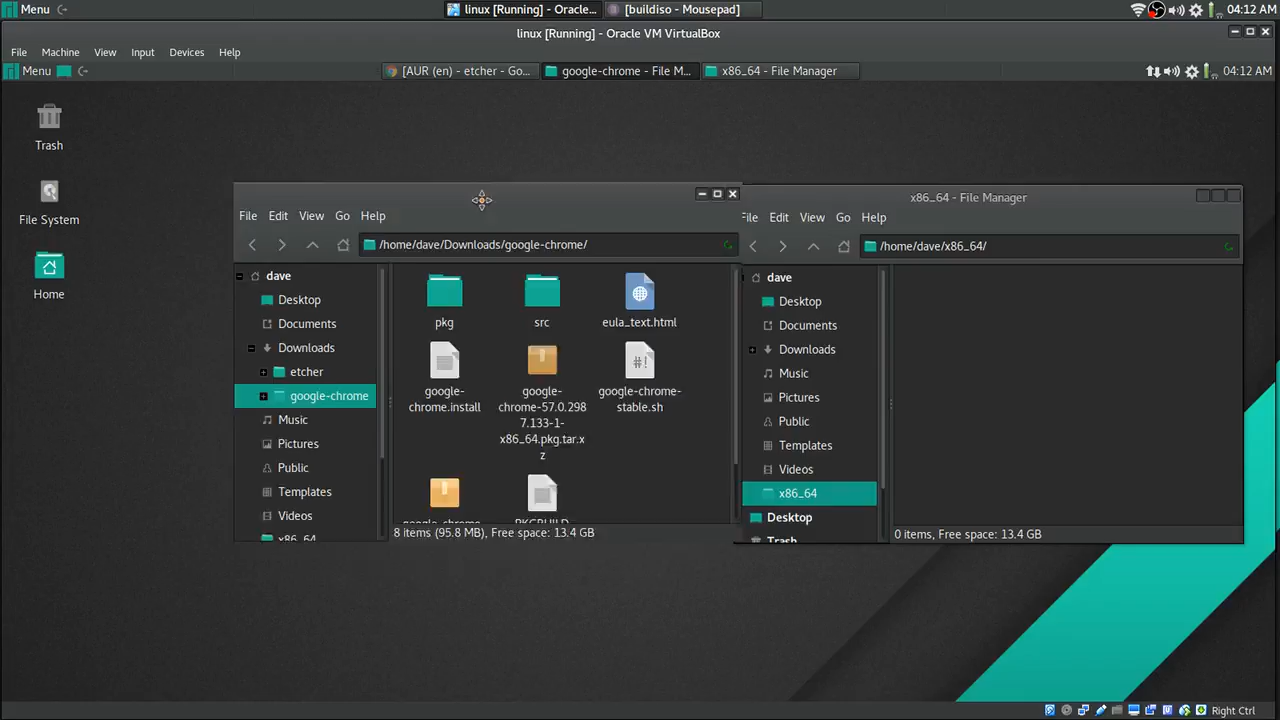 Menu
linux [Running] - Oracle...
[buildiso - Mousepad]
04:12 AM
linux [Running] - Oracle VM VirtualBox
File Machine View Input Devices Help
Menu
[AUR (en) - etcher - Go...
google-chrome - File M...
x86_64 - File Manager
04:12 AM
Trash
File System
Home
File Edit View Go Help
/home/dave/Downloads/google-chrome/
dave
Desktop
Documents
Downloads
etcher
google-chrome
Music
Pictures
Public
Templates
Videos
x86_64
pkg
src
eula_text.html
google-
chrome.install
google-
chrome-57.0.298
7.133-1-
x86_64.pkg.tar.x
z
google-chrome-
stable.sh
google-chrome
PKGBUILD
8 items (95.8 MB), Free space: 13.4 GB
x86_64 - File Manager
File Edit View Go Help
/home/dave/x86_64/
dave
Desktop
Documents
Downloads
Music
Pictures
Public
Templates
Videos
x86_64
Desktop
Trash
0 items, Free space: 13.4 GB
Right Ctrl